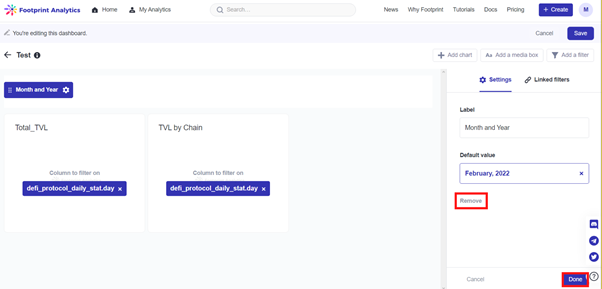 Footprint Analytics Home My Analytics Search... News Why Footprint Tutorials Docs Pricing + Create M
You're editing this dashboard. Cancel Save
Test Add chart Aa Add a media box Add a filter
Month and Year
Total_TVL TVL by Chain
Column to filter on Column to filter on
defi_protocol_daily_stat.day × defi_protocol_daily_stat.day ×
Settings Linked filters
Label
Month and Year
Default value
February, 2022 ×
Remove
Cancel Done ?